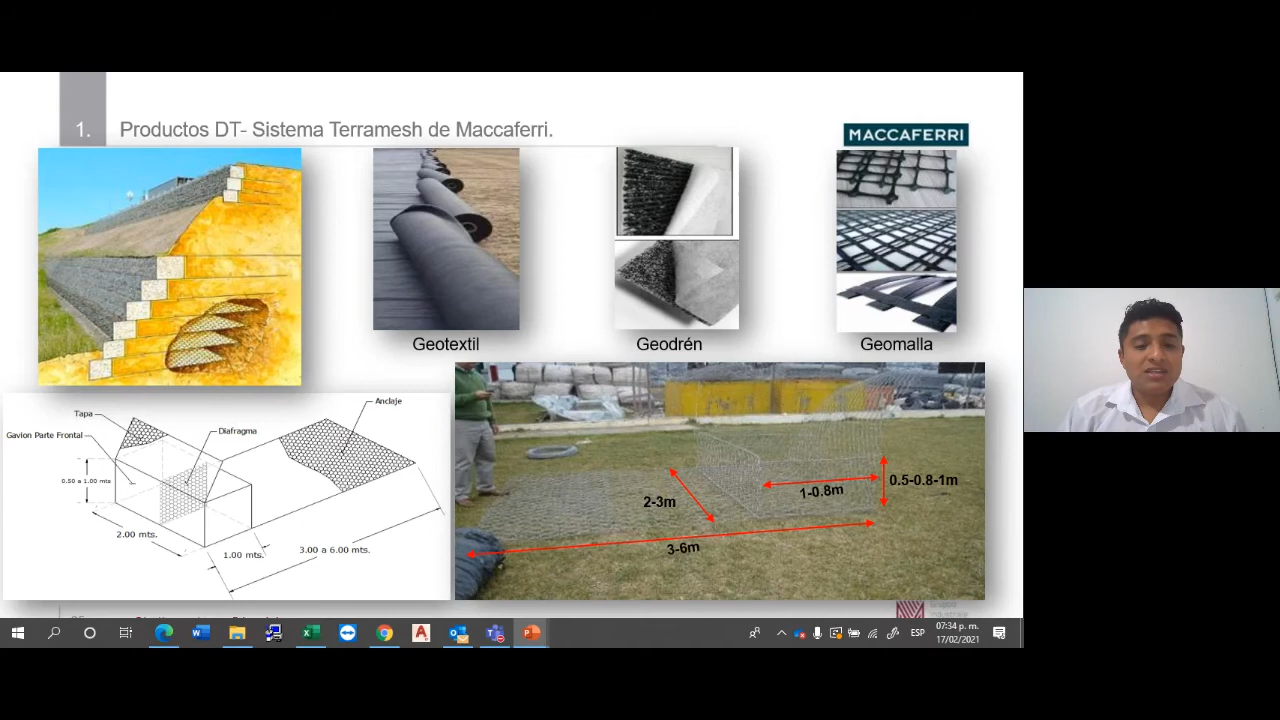 1.
Productos DT- Sistema Terramesh de Maccaferri.
MACCAFERRI
Geotextil
Geodrén
Geomalla
Tapa
Anclaje
Gavion Parte Frontal
Diafragma
0.50 a 1.00 mts
2.00 mts.
1.00 mts.
3.00 a 6.00 mts.
2-3m
1-0.8m
0.5-0.8-1m
3-6m
ESP
07:34 p. m.
17/02/2021